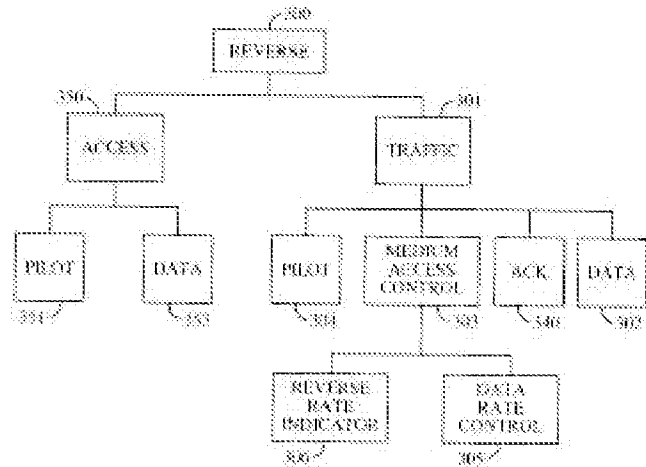 300
REVERSE
350
301
ACCESS
TRAFFIC
PILOT
DATA
PILOT
MEDIUM
ACCESS
CONTROL
ACK
DATA
351
352
304
303
340
302
REVERSE
RATE
INDICATOR
DATA
RATE
CONTROL
306
305